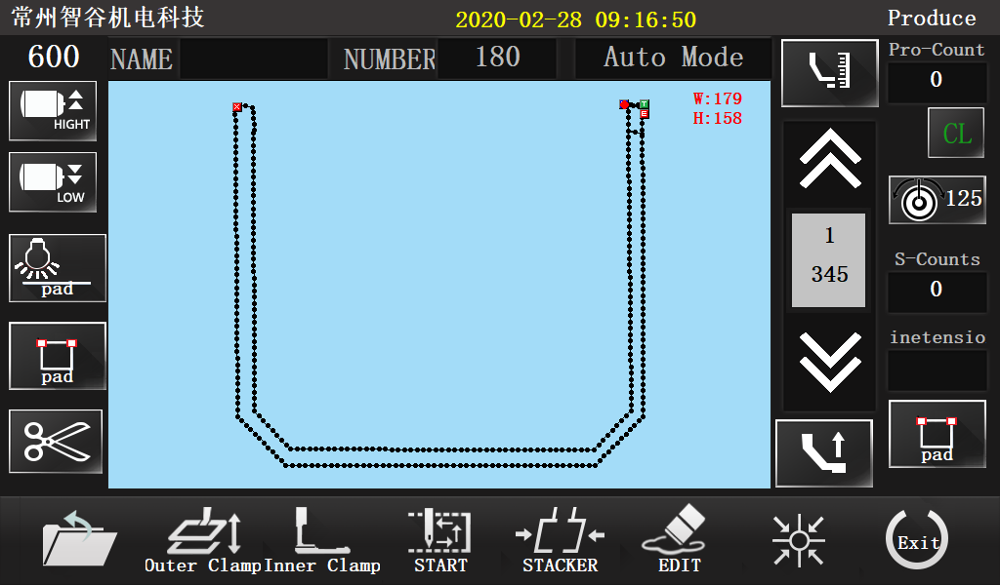 常州智谷机电科技
2020-02-28 09:16:50
Produce
600
NAME
NUMBER
180
Auto Mode
Pro-Count
0
HIGHT
W:179
H:158
CL
LOW
125
1
345
S-Counts
0
pad
inetensio
pad
pad
Outer Clamp
Inner Clamp
START
STACKER
EDIT
Exit